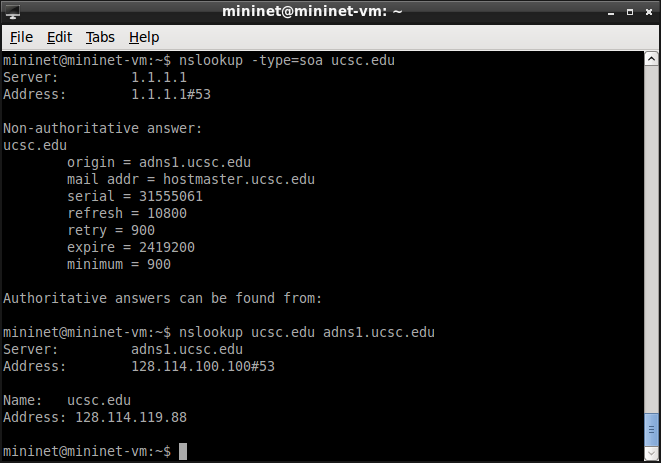 mininet@mininet-vm: ~
File Edit Tabs Help
mininet@mininet-vm:~$ nslookup -type=soa ucsc.edu
Server:         1.1.1.1
Address:        1.1.1.1#53

Non-authoritative answer:
ucsc.edu
        origin = adns1.ucsc.edu
        mail addr = hostmaster.ucsc.edu
        serial = 31555061
        refresh = 10800
        retry = 900
        expire = 2419200
        minimum = 900

Authoritative answers can be found from:

mininet@mininet-vm:~$ nslookup ucsc.edu adns1.ucsc.edu
Server:         adns1.ucsc.edu
Address:        128.114.100.100#53

Name:   ucsc.edu
Address: 128.114.119.88

mininet@mininet-vm:~$